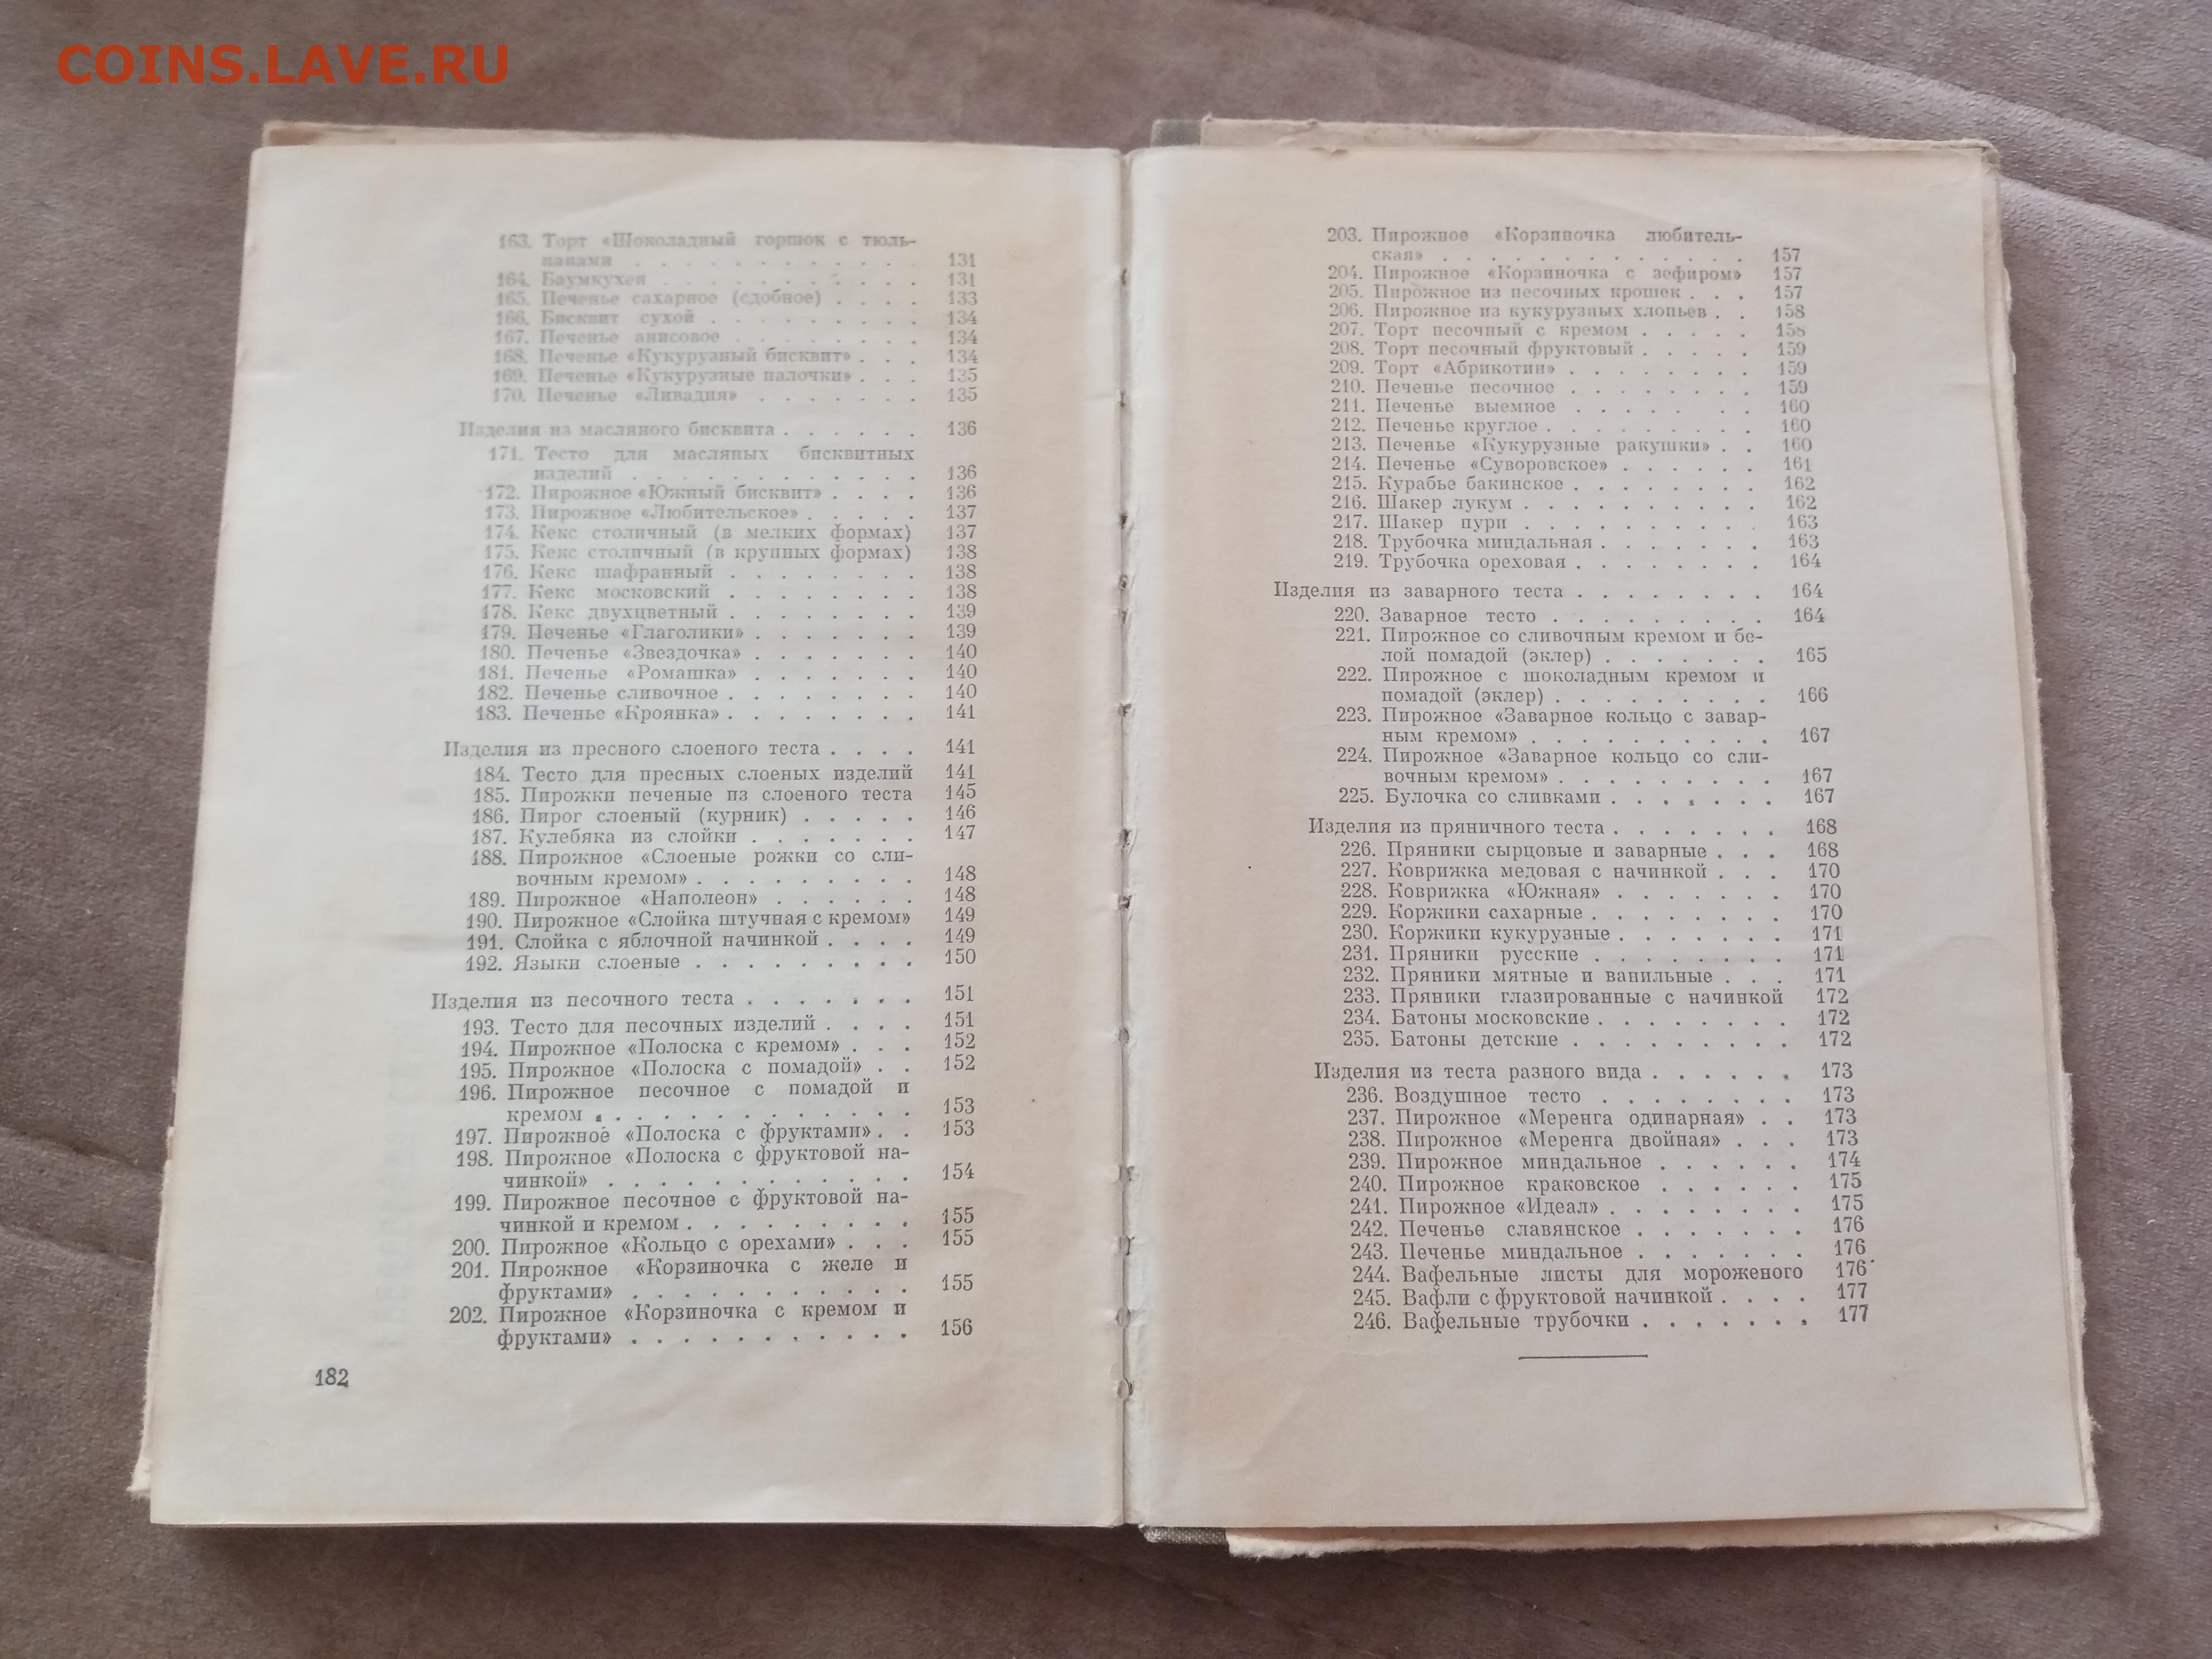 COINS.LAVE.RU
163. Торт «Шоколадный горшок с тюль-
панами . . . . . . . . . . . . 131
164. Баумкухен . . . . . . . . . . 131
165. Печенье сахарное (сдобное) . . . . 133
166. Бисквит сухой . . . . . . . . . 134
167. Печенье анисовое . . . . . . . . 134
168. Печенье «Кукурузный бисквит» . . . 134
169. Печенье «Кукурузные палочки» . . . 135
170. Печенье «Ливадия» . . . . . . . 135
Изделия из масляного бисквита . . . . . . 136
171. Тесто для масляных бисквитных
изделий . . . . . . . . . . . . 136
172. Пирожное «Южный бисквит» . . . . 136
173. Пирожное «Любительское» . . . . . 137
174. Кекс столичный (в мелких формах) 137
175. Кекс столичный (в крупных формах) 138
176. Кекс шафранный . . . . . . . . 138
177. Кекс московский . . . . . . . . 138
178. Кекс двухцветный . . . . . . . . 139
179. Печенье «Глаголики» . . . . . . . 139
180. Печенье «Звездочка» . . . . . . . 140
181. Печенье «Ромашка» . . . . . . . 140
182. Печенье сливочное . . . . . . . . 140
183. Печенье «Кроянка» . . . . . . . . 141
Изделия из пресного слоеного теста . . . . 141
184. Тесто для пресных слоеных изделий 141
185. Пирожки печеные из слоеного теста 145
186. Пирог слоеный (курник) . . . . . 146
187. Кулебяка из слойки . . . . . . . 147
188. Пирожное «Слоеные рожки со сли-
вочным кремом» . . . . . . . . . 148
189. Пирожное «Наполеон» . . . . . . 148
190. Пирожное «Слойка штучная с кремом» 149
191. Слойка с яблочной начинкой . . . . 149
192. Языки слоеные . . . . . . . . . 150
Изделия из песочного теста . . . . . . . 151
193. Тесто для песочных изделий . . . . 151
194. Пирожное «Полоска с кремом» . . . 152
195. Пирожное «Полоска с помадой» . . 152
196. Пирожное песочное с помадой и
кремом . . . . . . . . . . . . 153
197. Пирожное «Полоска с фруктами» . . 153
198. Пирожное «Полоска с фруктовой на-
чинкой» . . . . . . . . . . . . 154
199. Пирожное песочное с фруктовой на-
чинкой и кремом . . . . . . . . . 155
200. Пирожное «Кольцо с орехами» . . . 155
201. Пирожное «Корзиночка с желе и
фруктами» . . . . . . . . . . . 155
202. Пирожное «Корзиночка с кремом и
фруктами» . . . . . . . . . . . 156
182
203. Пирожное «Корзиночка любитель-
ская» . . . . . . . . . . . . . 157
204. Пирожное «Корзиночка с зефиром» 157
205. Пирожное из песочных крошек . . . 157
206. Пирожное из кукурузных хлопьев . . 158
207. Торт песочный с кремом . . . . . 158
208. Торт песочный фруктовый . . . . . 159
209. Торт «Абрикотин» . . . . . . . . 159
210. Печенье песочное . . . . . . . . 159
211. Печенье выемное . . . . . . . . 160
212. Печенье круглое . . . . . . . . . 160
213. Печенье «Кукурузные ракушки» . . 160
214. Печенье «Суворовское» . . . . . . 161
215. Курабье бакинское . . . . . . . . 162
216. Шакер лукум . . . . . . . . . . 162
217. Шакер пури . . . . . . . . . . 163
218. Трубочка миндальная . . . . . . . 163
219. Трубочка ореховая . . . . . . . . 164
Изделия из заварного теста . . . . . . . . 164
220. Заварное тесто . . . . . . . . . 164
221. Пирожное со сливочным кремом и бе-
лой помадой (эклер) . . . . . . . 165
222. Пирожное с шоколадным кремом и
помадой (эклер) . . . . . . . . . 166
223. Пирожное «Заварное кольцо с завар-
ным кремом» . . . . . . . . . . 167
224. Пирожное «Заварное кольцо со сли-
вочным кремом» . . . . . . . . . 167
225. Булочка со сливками . . . . . . . 167
Изделия из пряничного теста . . . . . . . 168
226. Пряники сырцовые и заварные . . . 168
227. Коврижка медовая с начинкой . . . 170
228. Коврижка «Южная» . . . . . . . 170
229. Коржики сахарные . . . . . . . . 170
230. Коржики кукурузные . . . . . . . 171
231. Пряники русские . . . . . . . . 171
232. Пряники мятные и ванильные . . . 171
233. Пряники глазированные с начинкой 172
234. Батоны московские . . . . . . . . 172
235. Батоны детские . . . . . . . . . 172
Изделия из теста разного вида . . . . . . 173
236. Воздушное тесто . . . . . . . . 173
237. Пирожное «Меренга одинарная» . . 173
238. Пирожное «Меренга двойная» . . . 173
239. Пирожное миндальное . . . . . . 174
240. Пирожное краковское . . . . . . 175
241. Пирожное «Идеал» . . . . . . . . 175
242. Печенье славянское . . . . . . . 176
243. Печенье миндальное . . . . . . . 176
244. Вафельные листы для мороженого 176
245. Вафли с фруктовой начинкой . . . . 177
246. Вафельные трубочки . . . . . . . 177